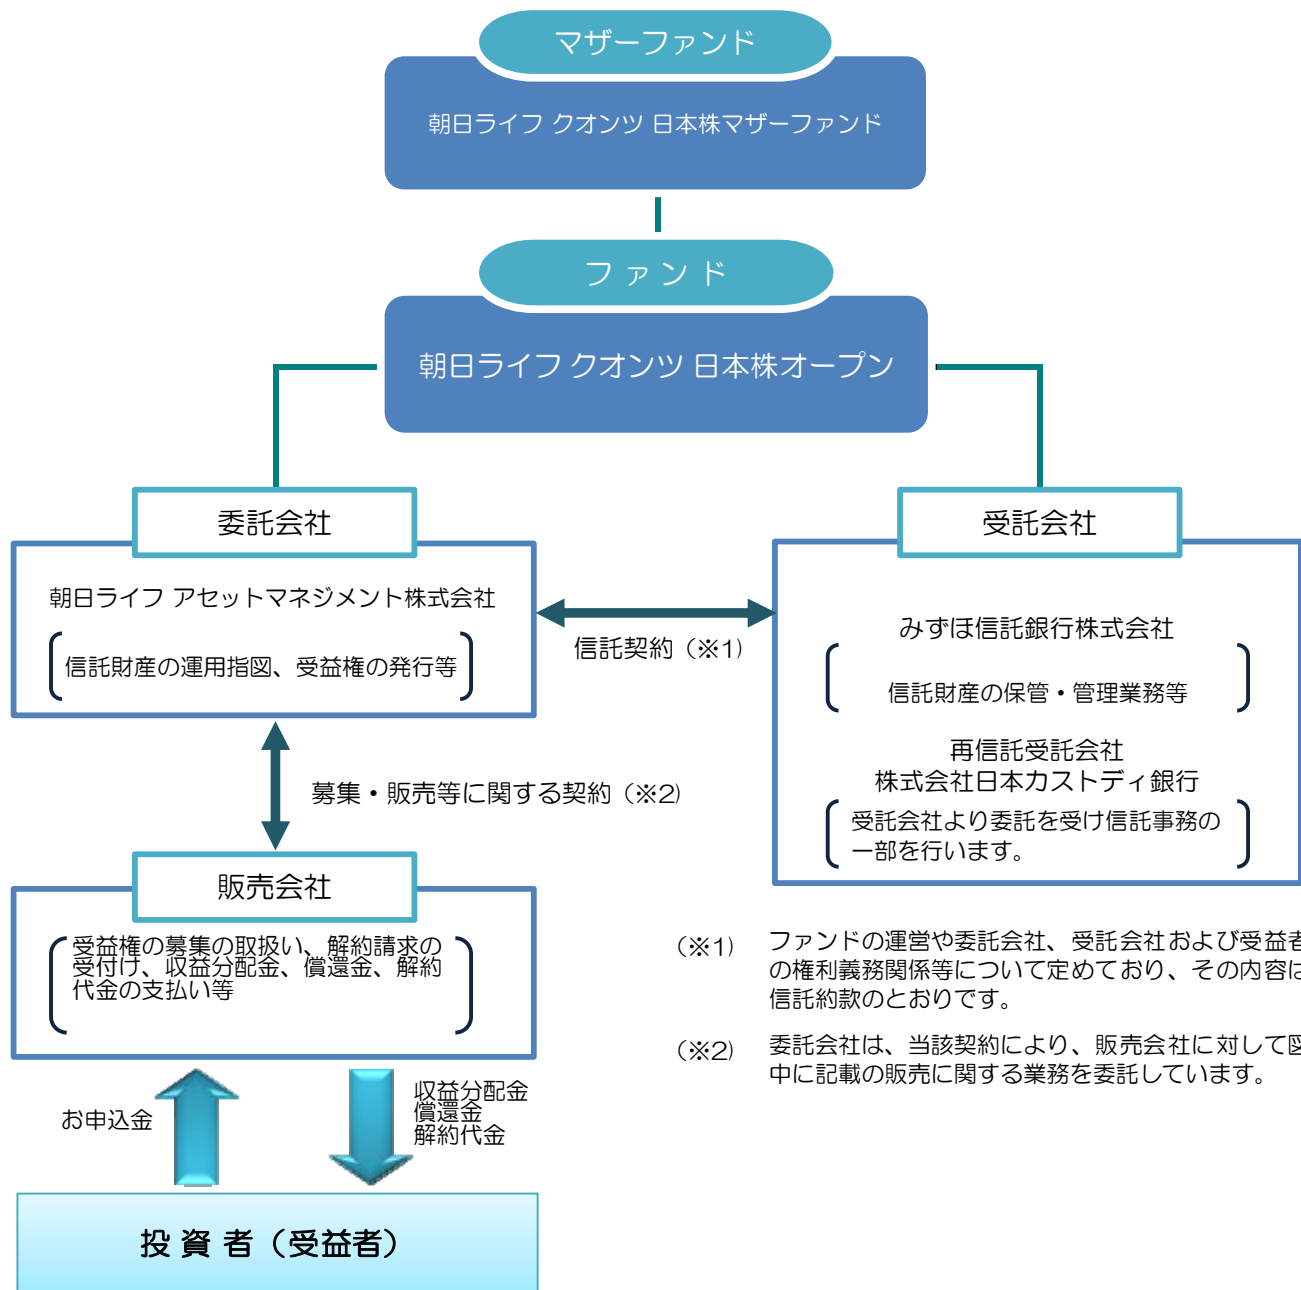 マザーファンド
朝日ライフ クオンツ 日本株マザーファンド
ファンド
朝日ライフ クオンツ 日本株オープン
委託会社
朝日ライフ アセットマネジメント株式会社
信託財産の運用指図、受益権の発行等
信託契約（※1）
受託会社
みずほ信託銀行株式会社
信託財産の保管・管理業務等
再信託受託会社
株式会社日本カストディ銀行
受託会社より委託を受け信託事務の
一部を行います。
募集・販売等に関する契約（※2）
販売会社
受益権の募集の取扱い、解約請求の
受付け、収益分配金、償還金、解約
代金の支払い等
（※1） ファンドの運営や委託会社、受託会社および受益者
の権利義務関係等について定めており、その内容は
信託約款のとおりです。
（※2） 委託会社は、当該契約により、販売会社に対して図
中に記載の販売に関する業務を委託しています。
お申込金
収益分配金
償還金
解約代金
投資者（受益者）